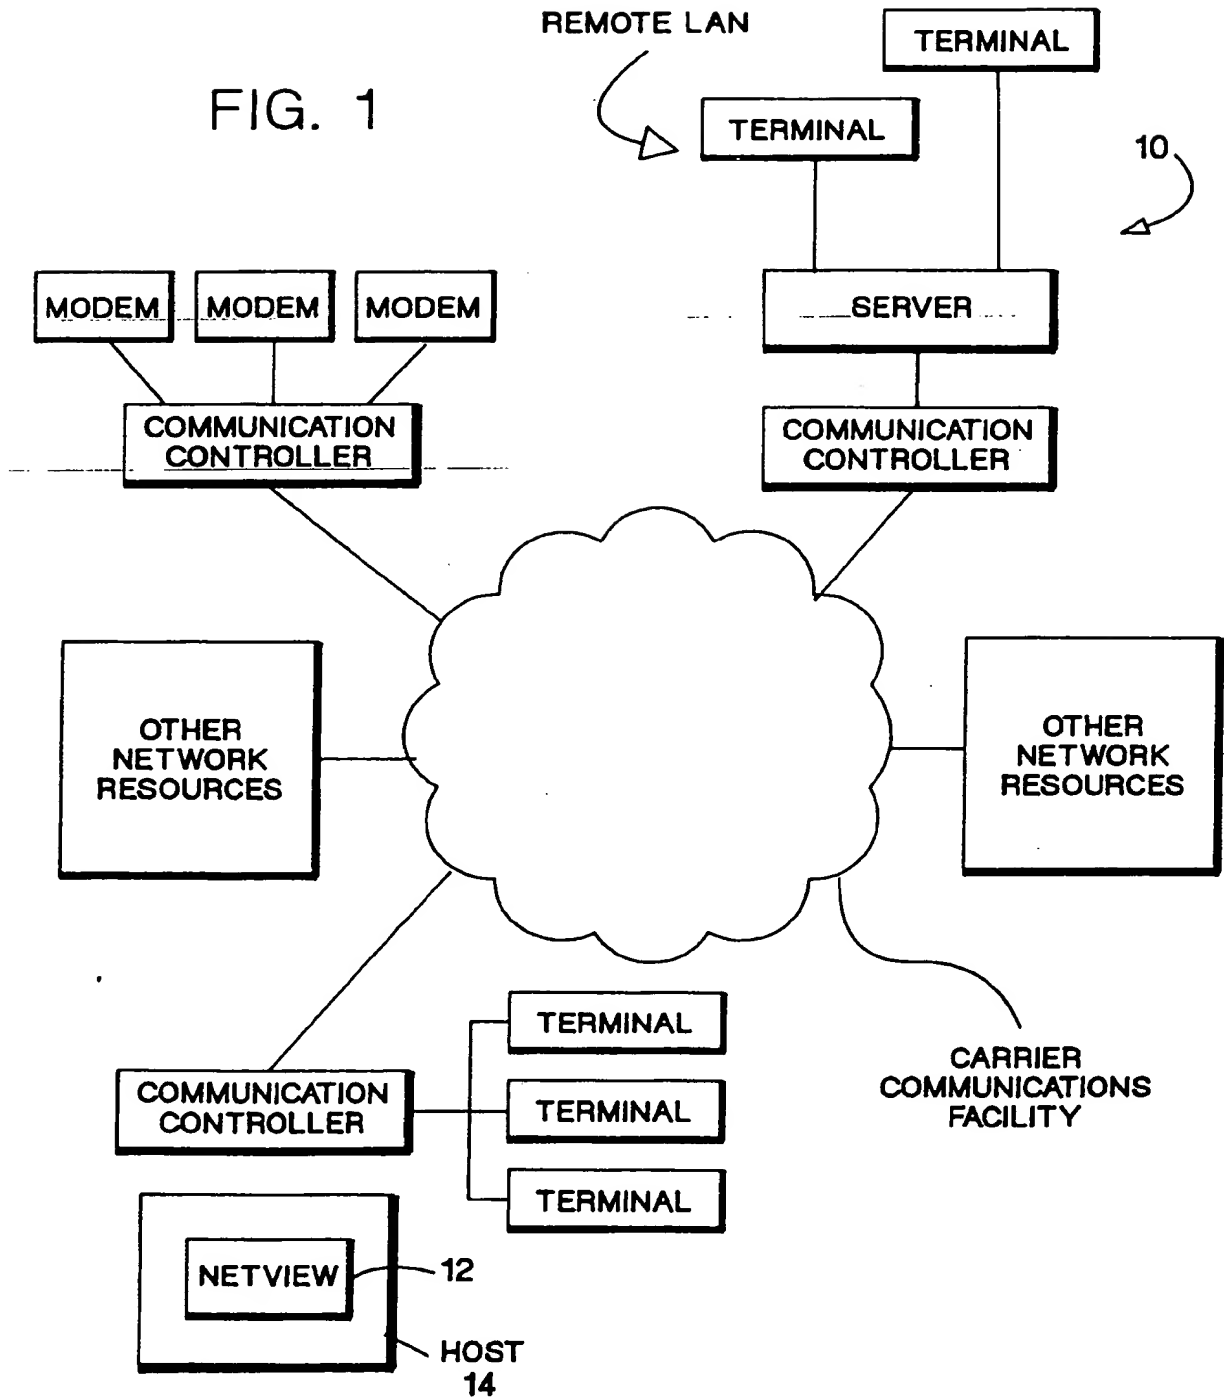 REMOTE LAN
TERMINAL
FIG. 1
TERMINAL
10
MODEM
MODEM
MODEM
SERVER
COMMUNICATION
CONTROLLER
COMMUNICATION
CONTROLLER
OTHER
NETWORK
RESOURCES
OTHER
NETWORK
RESOURCES
TERMINAL
CARRIER
COMMUNICATIONS
FACILITY
COMMUNICATION
CONTROLLER
TERMINAL
TERMINAL
NETVIEW
12
HOST
14